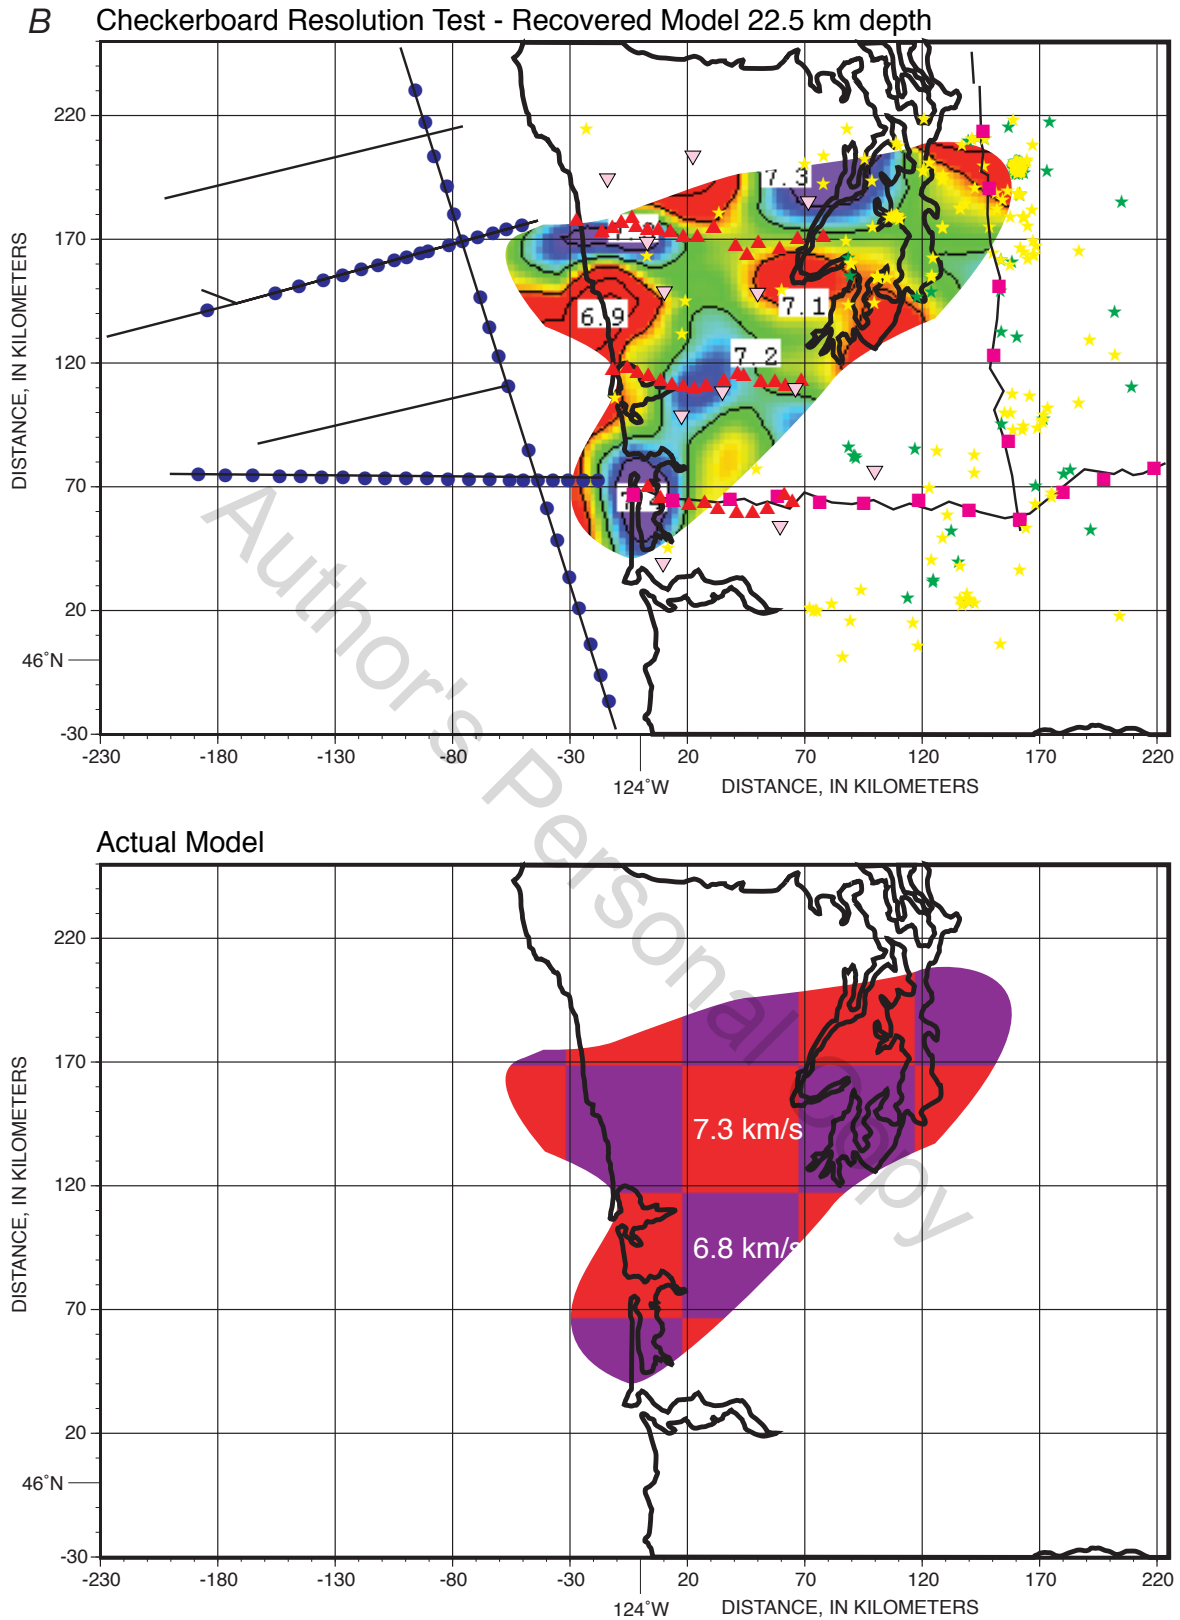 B Checkerboard Resolution Test - Recovered Model 22.5 km depth
220
170
120
70
20
46°N
-30
DISTANCE, IN KILOMETERS
7.3
6.9
7.1
7.2
-230 -180 -130 -80 -30 20 70 120 170 220
124°W DISTANCE, IN KILOMETERS
Actual Model
220
170
120
70
20
46°N
-30
DISTANCE, IN KILOMETERS
7.3 km/s
6.8 km/s
-230 -180 -130 -80 -30 20 70 120 170 220
124°W DISTANCE, IN KILOMETERS
Author's Personal Copy